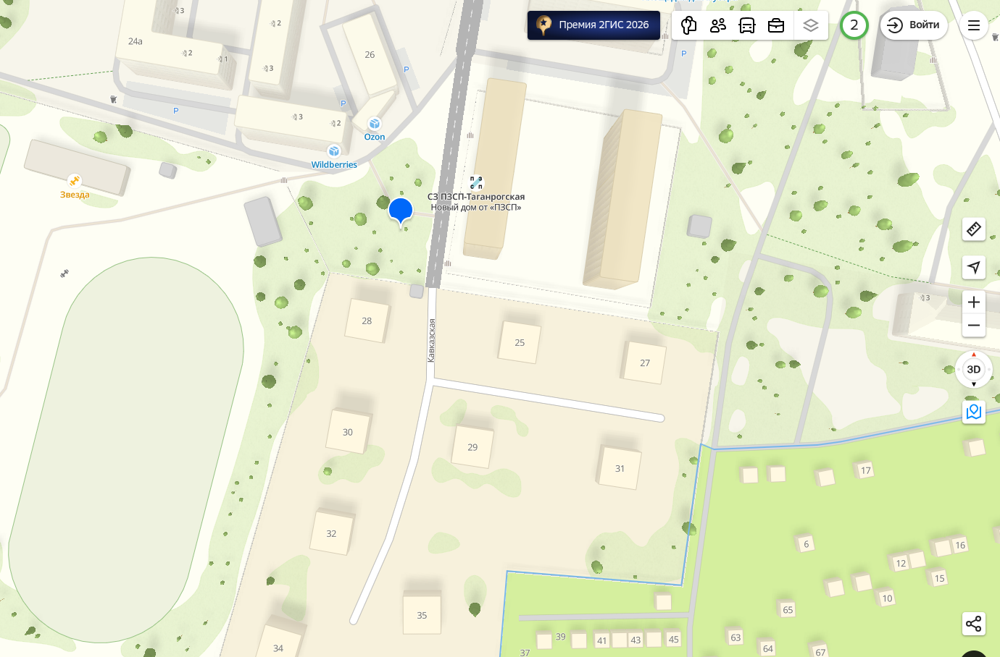 Премия 2ГИС 2026
2
Войти
3
24а
2
1
2
3
26
P
P
P
P
3
2
Ozon
Wildberries
Звезда
СЗ ПЗСП-Таганрогская
Новый дом от «ПЗСП»
3
3D
28
Кавказская
25
27
30
29
31
32
35
34
17
6
12
16
15
10
65
63
64
67
39
41
43
45
37